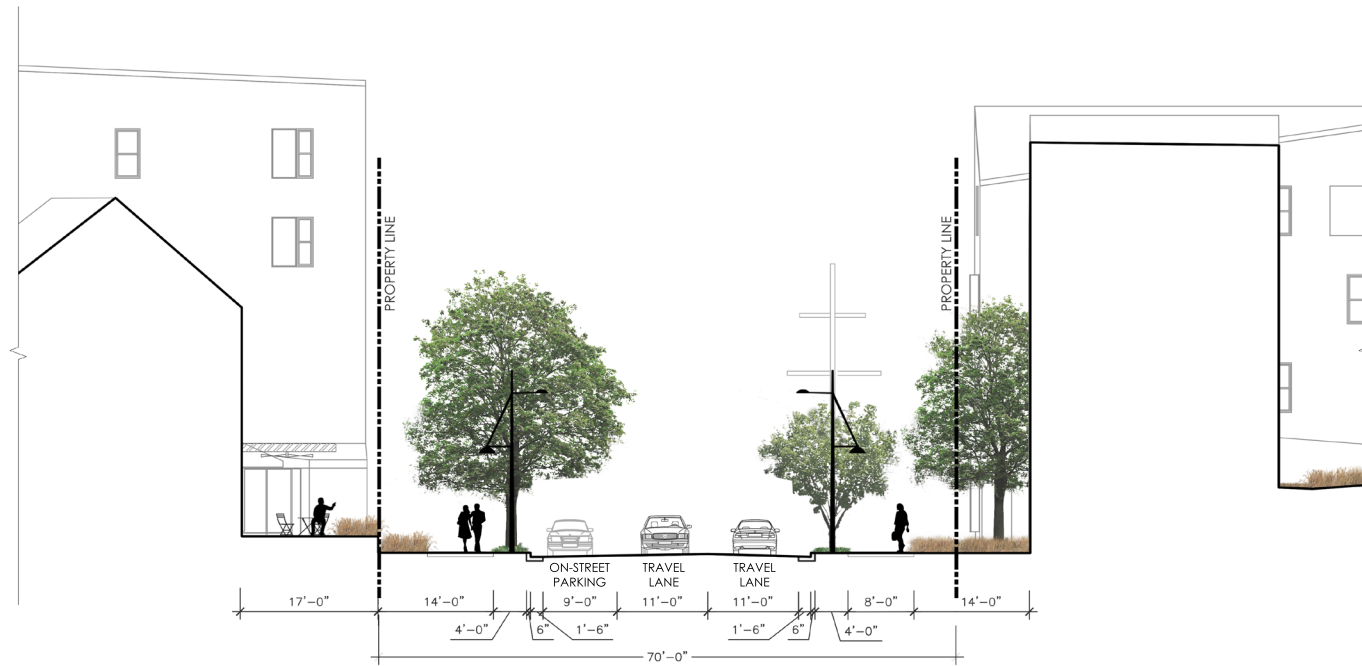 PROPERTY LINE
PROPERTY LINE
ON-STREET
PARKING
TRAVEL
LANE
TRAVEL
LANE
17'-0"
14'-0"
9'-0"
11'-0"
11'-0"
8'-0"
14'-0"
4'-0"
6"
1'-6"
1'-6"
6"
4'-0"
70'-0"